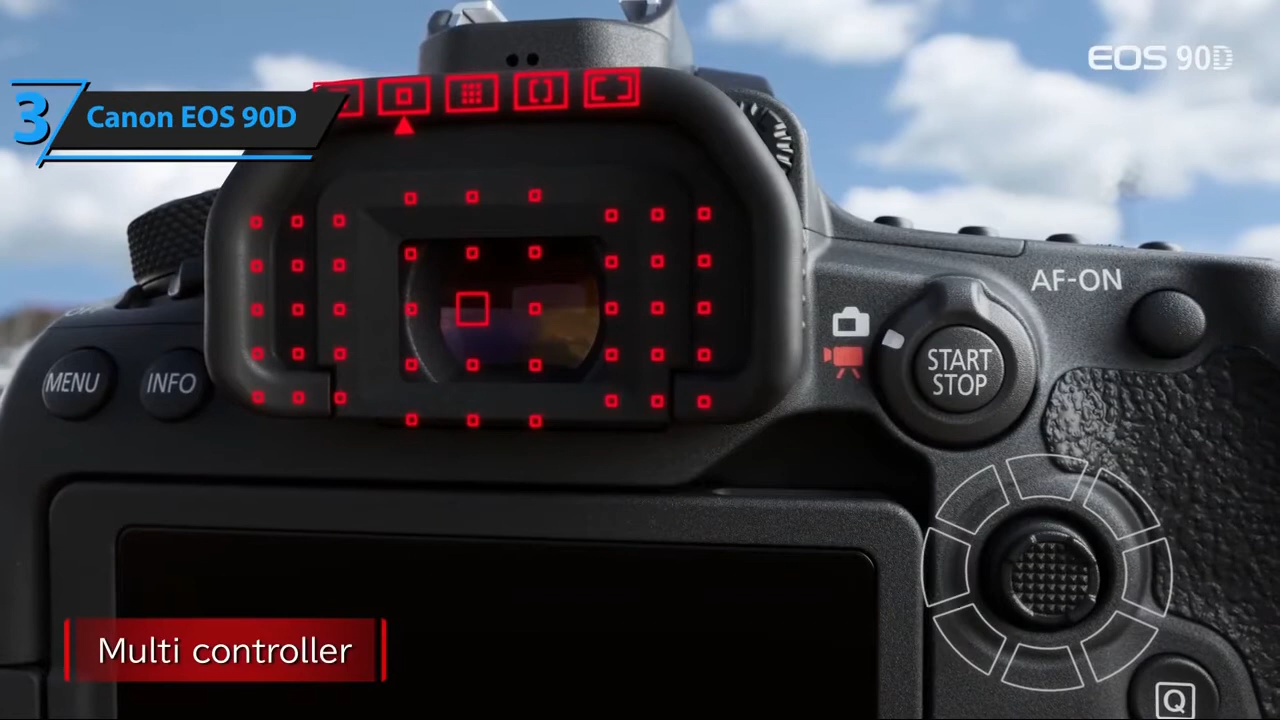 EOS 90D
3
Canon EOS 90D
AF-ON
START
STOP
MENU
INFO
Multi controller
Q